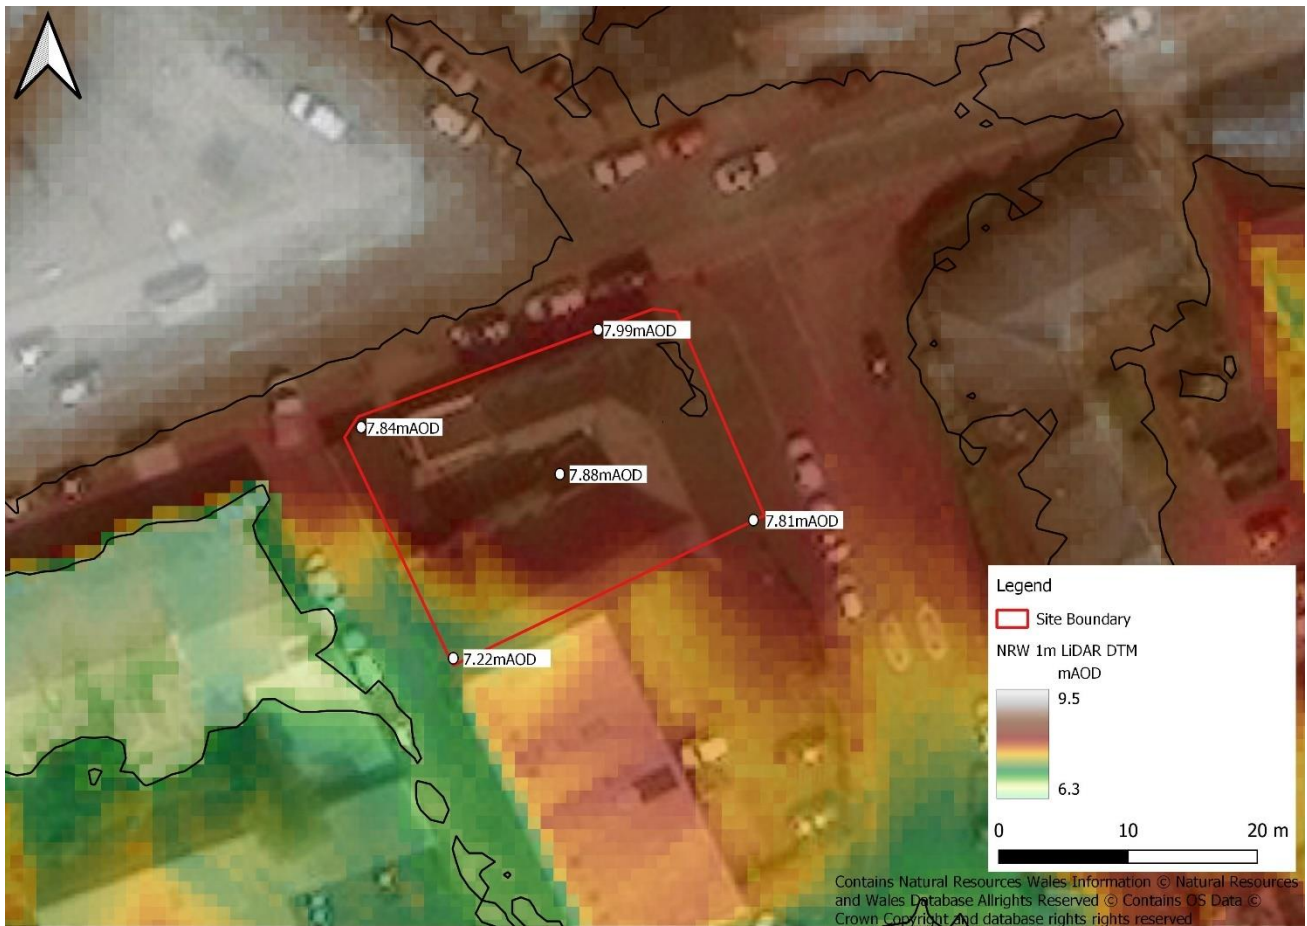 7.99mAOD
7.84mAOD
7.88mAOD
7.81mAOD
7.22mAOD
Legend
Site Boundary
NRW 1m LiDAR DTM
mAOD
9.5
6.3
0 10 20 m
Contains Natural Resources Wales Information © Natural Resources
and Wales Database Allrights Reserved © Contains OS Data ©
Crown Copyright and database rights rights reserved